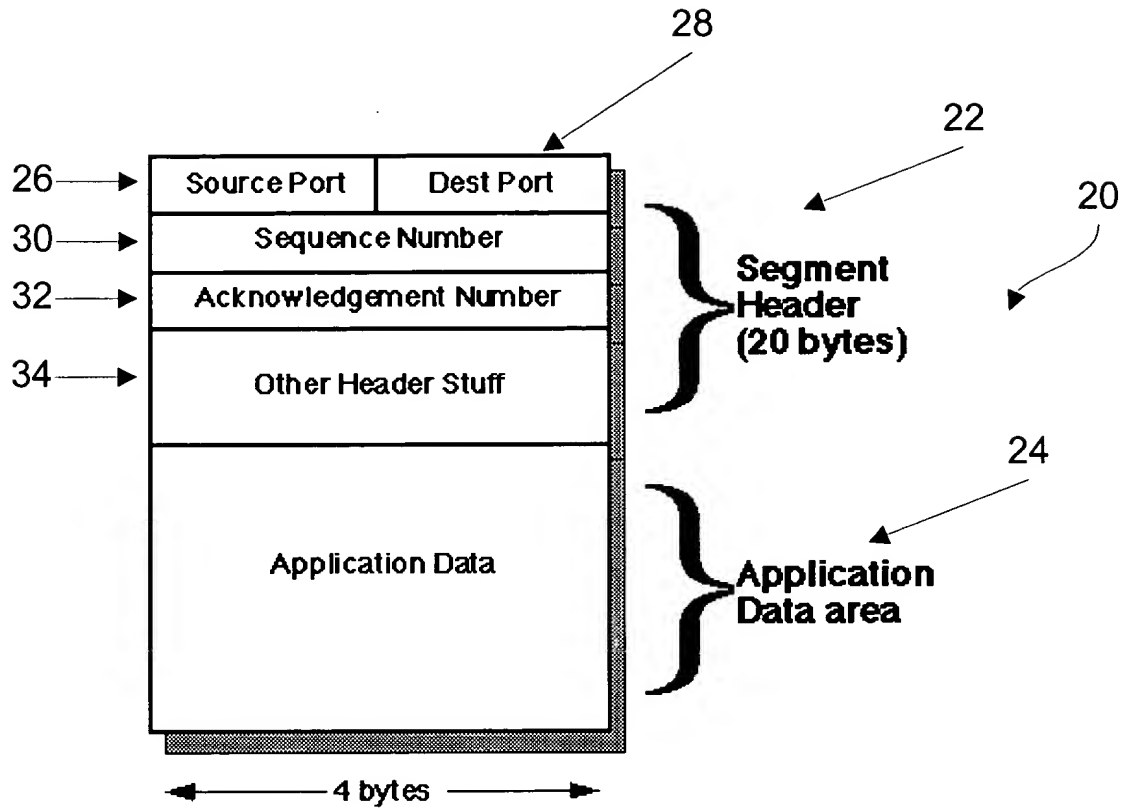 28
22
20
26
Source Port
Dest Port
30
Sequence Number
32
Acknowledgement Number
34
Other Header Stuff
Segment
Header
(20 bytes)
24
Application Data
Application
Data area
4 bytes